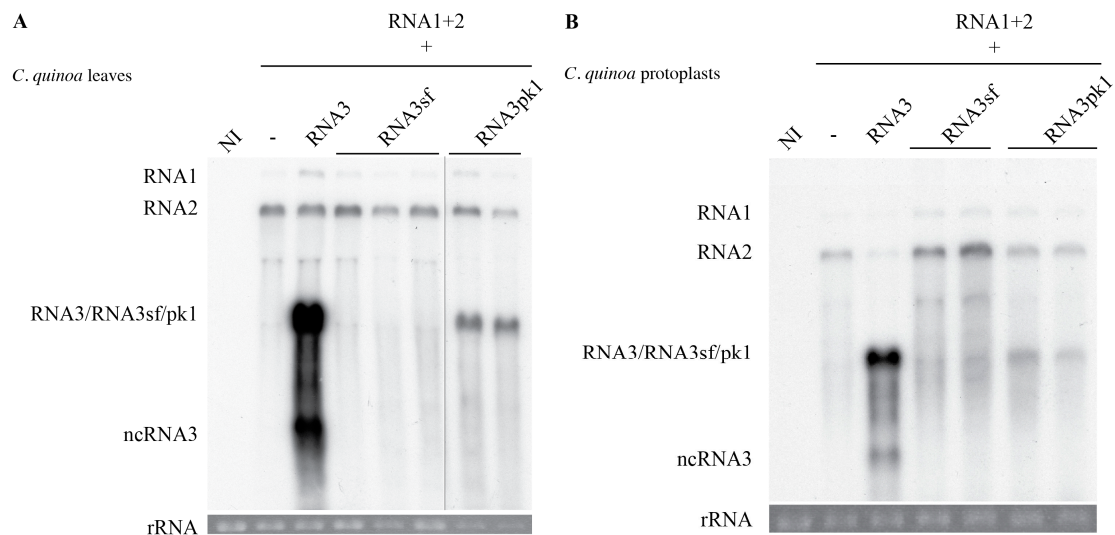 A
RNA1+2
+
C. quinoa leaves
NI
-
RNA3
RNA3sf
RNA3pk1
RNA1
RNA2
RNA3/RNA3sf/pk1
ncRNA3
rRNA
B
RNA1+2
+
C. quinoa protoplasts
NI
-
RNA3
RNA3sf
RNA3pk1
RNA1
RNA2
RNA3/RNA3sf/pk1
ncRNA3
rRNA